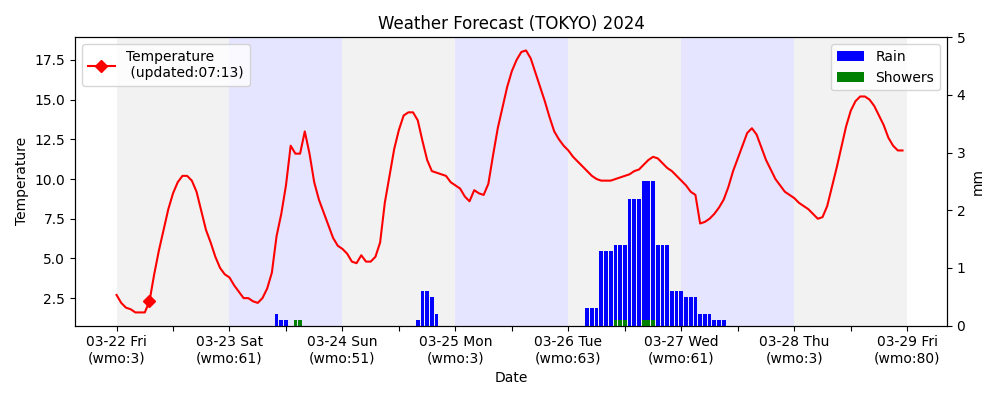 Weather Forecast (TOKYO) 2024
Temperature
(updated:07:13)
Rain
Showers
Temperature
17.5
15.0
12.5
10.0
7.5
5.0
2.5
5
4
3
2
1
0
mm
03-22 Fri
(wmo:3)
03-23 Sat
(wmo:61)
03-24 Sun
(wmo:51)
03-25 Mon
(wmo:3)
03-26 Tue
(wmo:63)
03-27 Wed
(wmo:61)
03-28 Thu
(wmo:3)
03-29 Fri
(wmo:80)
Date